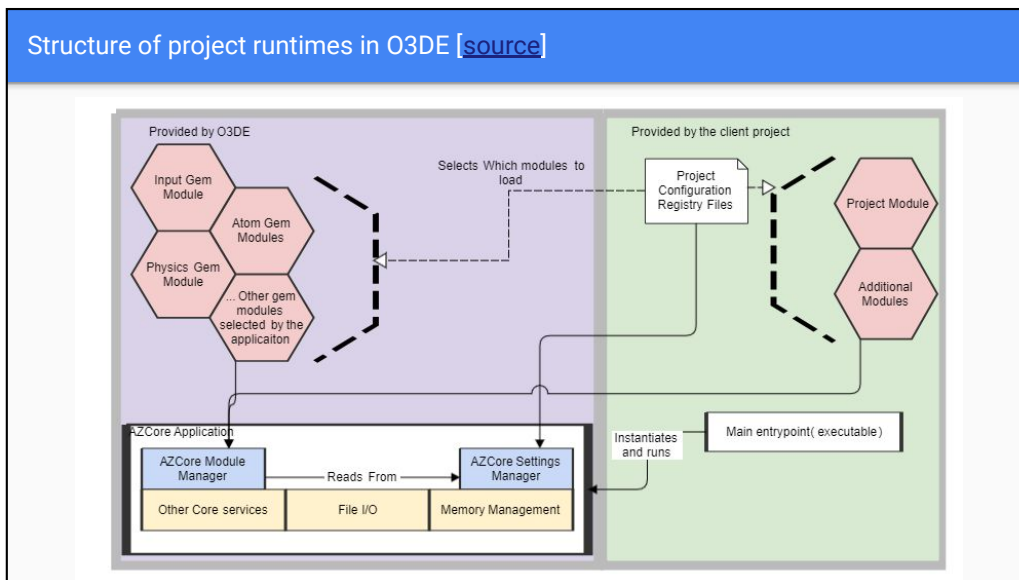 Structure of project runtimes in O3DE [source]
Provided by O3DE
Provided by the client project
Input Gem
Module
Atom Gem
Modules
Physics Gem
Module
... Other gem
modules
selected by the
applicaiton
Selects Which modules to
load
Project
Configuration
Registry Files
Project Module
Additional
Modules
AZCore Application
AZCore Module
Manager
Reads From
AZCore Settings
Manager
Other Core services
File I/O
Memory Management
Instantiates
and runs
Main entrypoint( executable )